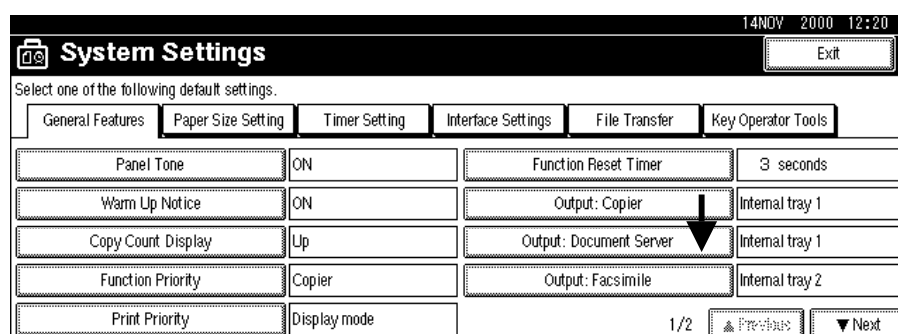 14NOV 2000 12:20
System Settings
Exit
Select one of the following default settings.
General Features Paper Size Setting Timer Setting Interface Settings File Transfer Key Operator Tools
Panel Tone ON Function Reset Timer 3 seconds
Warm Up Notice ON Output: Copier Internal tray 1
Copy Count Display Up Output: Document Server Internal tray 1
Function Priority Copier Output: Facsimile Internal tray 2
Print Priority Display mode 1/2 ▲Previous ▼Next